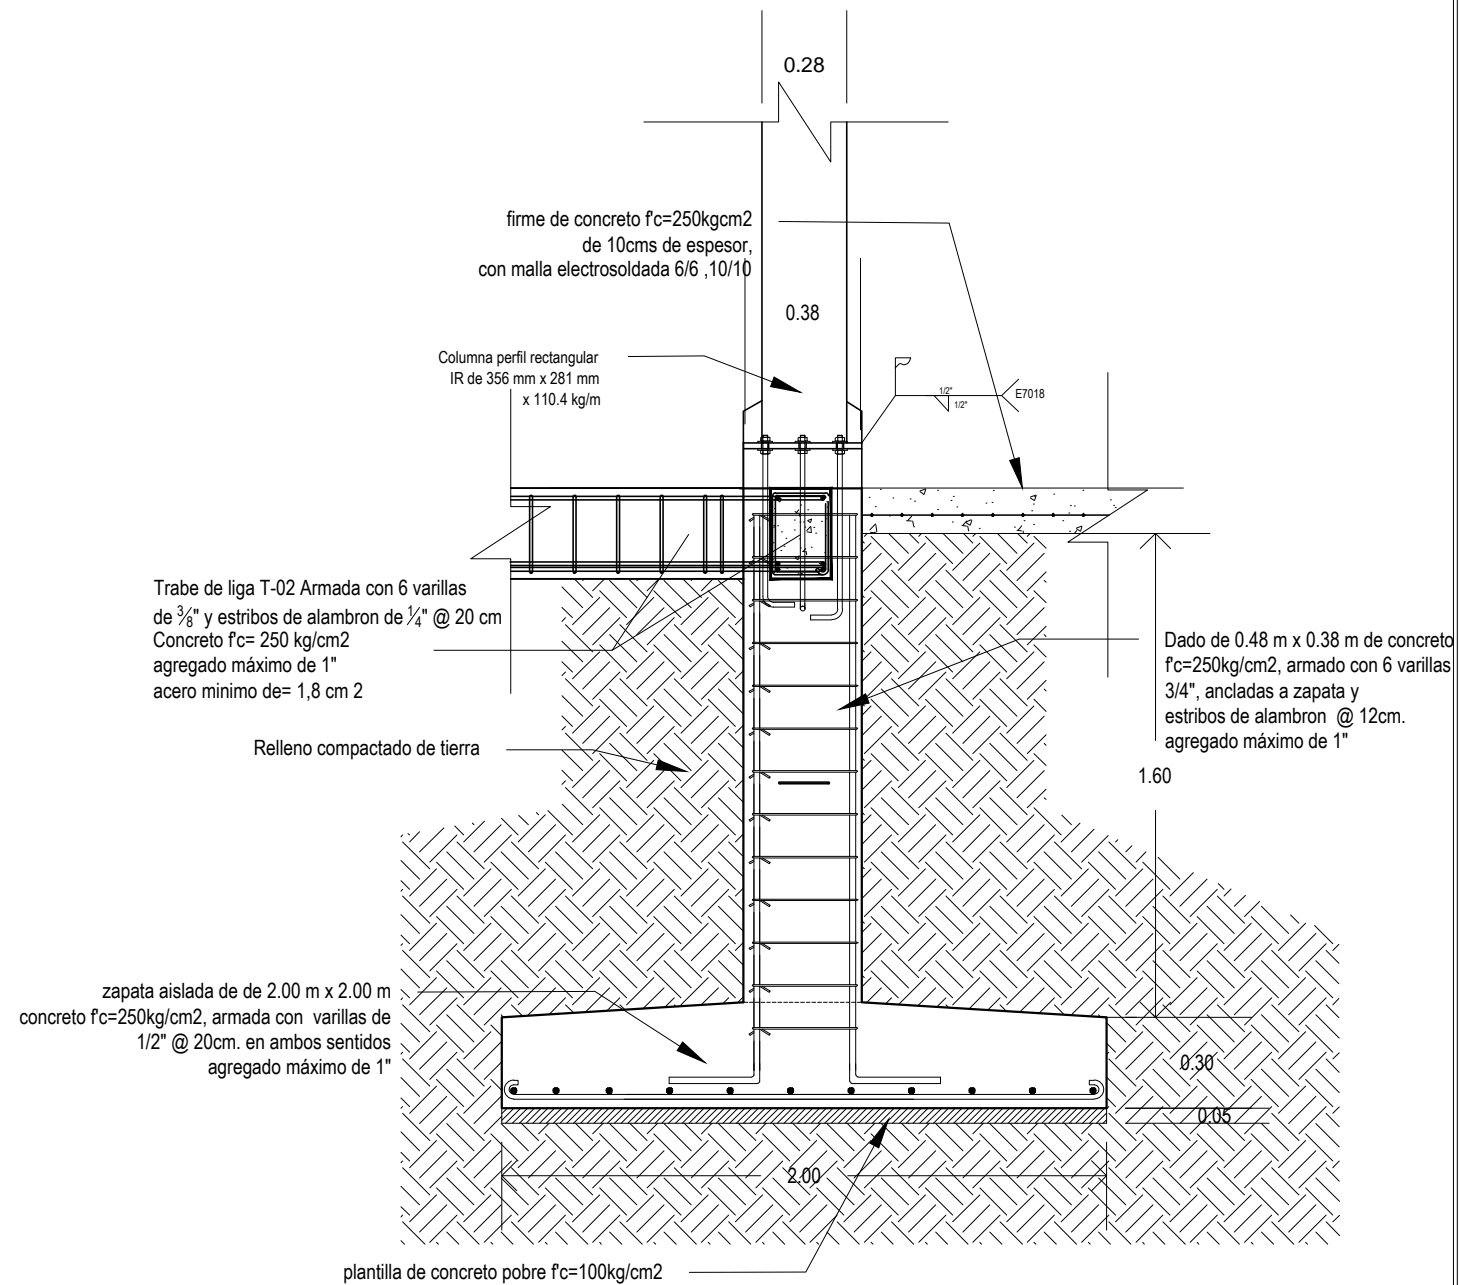 0.28
firme de concreto f'c=250kgcm2
de 10cms de espesor,
con malla electrosoldada 6/6 ,10/10
0.38
Columna perfil rectangular
IR de 356 mm x 281 mm
x 110.4 kg/m
1/2"
1/2"
E7018
Trabe de liga T-02 Armada con 6 varillas
de 3/8" y estribos de alambron de 1/4" @ 20 cm
Concreto f'c= 250 kg/cm2
agregado máximo de 1"
acero minimo de= 1,8 cm 2
Dado de 0.48 m x 0.38 m de concreto
f'c=250kg/cm2, armado con 6 varillas
3/4", ancladas a zapata y
estribos de alambron @ 12cm.
agregado máximo de 1"
Relleno compactado de tierra
1.60
zapata aislada de de 2.00 m x 2.00 m
concreto f'c=250kg/cm2, armada con varillas de
1/2" @ 20cm. en ambos sentidos
agregado máximo de 1"
0.30
0.05
2.00
plantilla de concreto pobre f'c=100kg/cm2